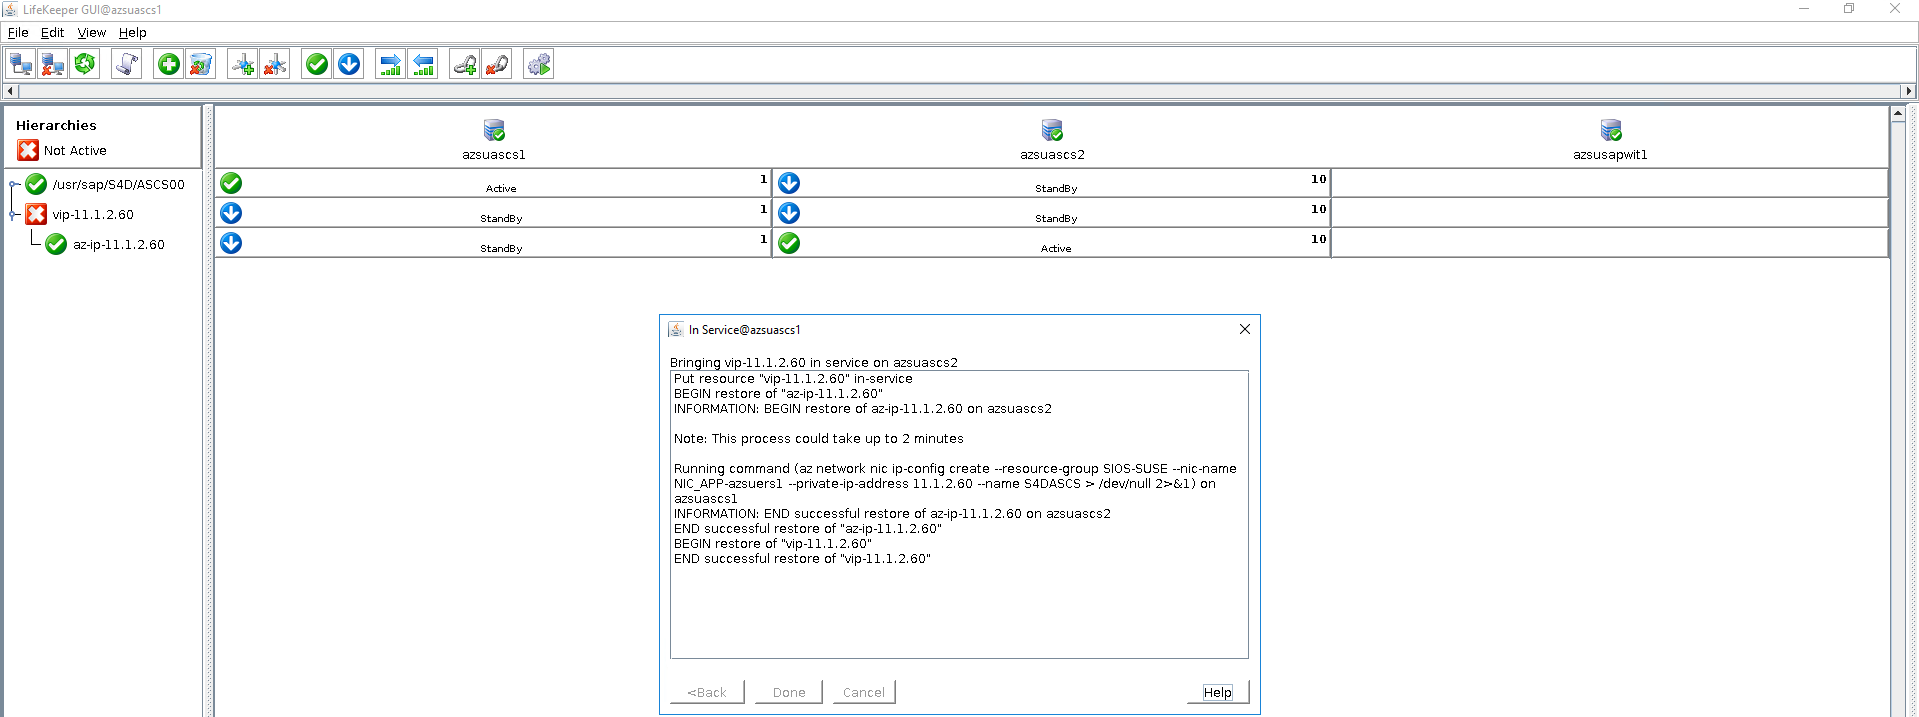 LifeKeeper GUI@azsuascs1
File Edit View Help
Hierarchies
Not Active
azsuascs1
azsuascs2
azsusapwit1
/usr/sap/S4D/ASCS00
Active 1
StandBy 10
vip-11.1.2.60
StandBy 1
StandBy 10
az-ip-11.1.2.60
StandBy 1
Active 10
In Service@azsuascs1
Bringing vip-11.1.2.60 in service on azsuascs2
Put resource "vip-11.1.2.60" in-service
BEGIN restore of "az-ip-11.1.2.60"
INFORMATION: BEGIN restore of az-ip-11.1.2.60 on azsuascs2
Note: This process could take up to 2 minutes
Running command (az network nic ip-config create --resource-group SIOS-SUSE --nic-name
NIC_APP-azsuers1 --private-ip-address 11.1.2.60 --name S4DASCS > /dev/null 2>&1) on
azsuascs1
INFORMATION: END successful restore of az-ip-11.1.2.60 on azsuascs2
END successful restore of "az-ip-11.1.2.60"
BEGIN restore of "vip-11.1.2.60"
END successful restore of "vip-11.1.2.60"
<Back Done Cancel Help